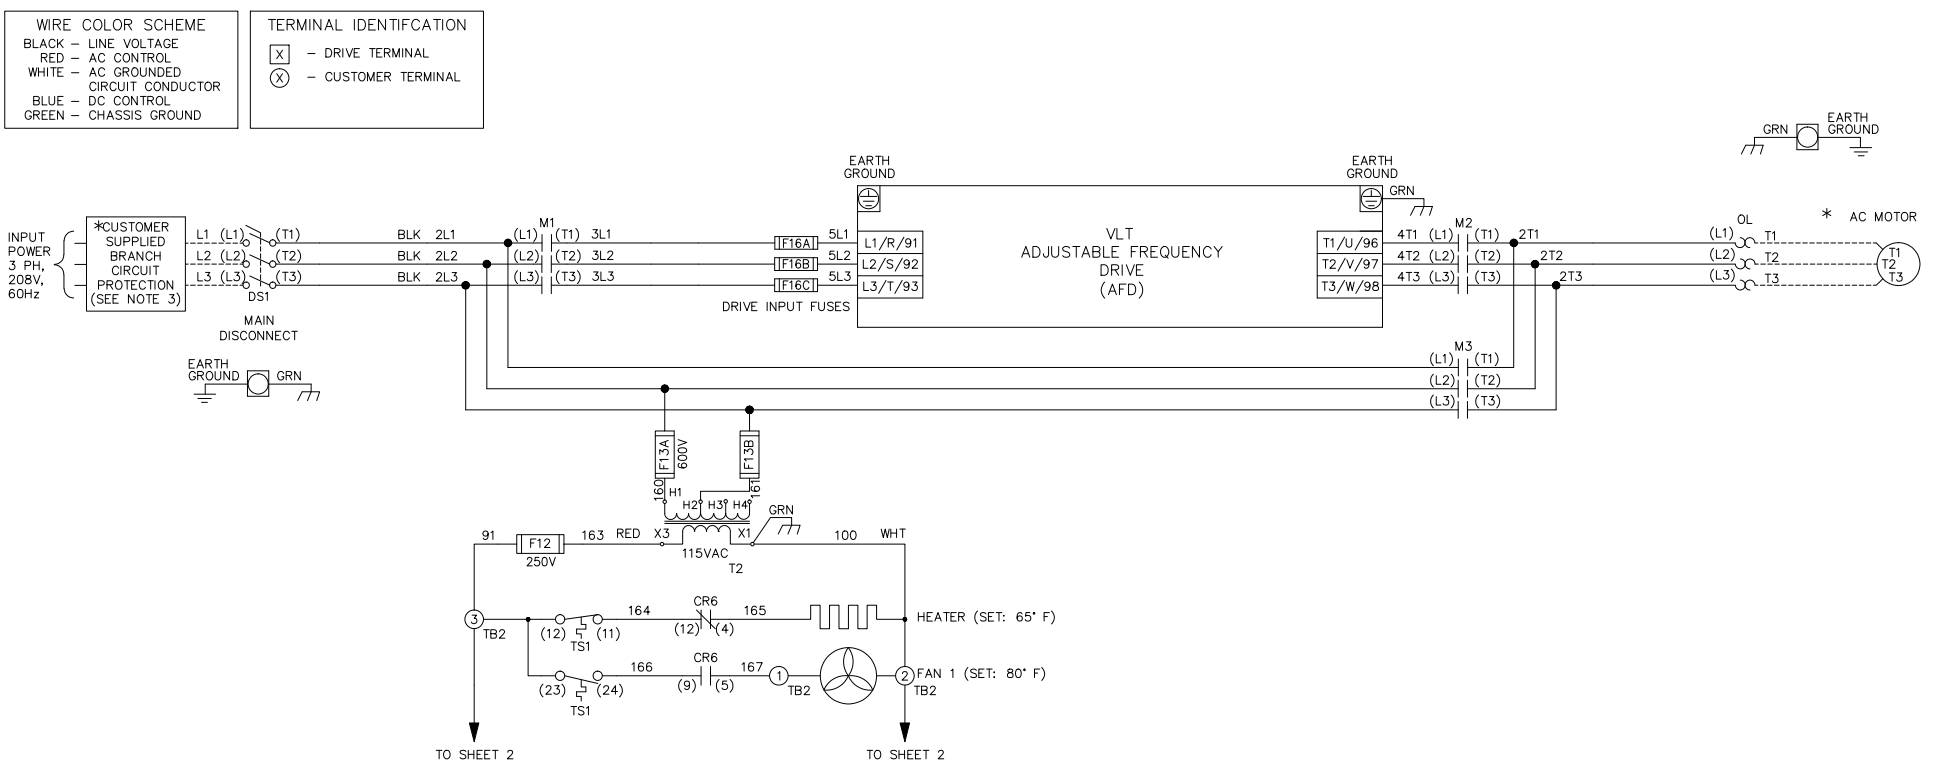 WIRE COLOR SCHEME
BLACK – LINE VOLTAGE
RED – AC CONTROL
WHITE – AC GROUNDED
CIRCUIT CONDUCTOR
BLUE – DC CONTROL
GREEN – CHASSIS GROUND
TERMINAL IDENTIFCATION
X – DRIVE TERMINAL
X – CUSTOMER TERMINAL
GRN
EARTH
GROUND
EARTH
GROUND
EARTH
GROUND
GRN
INPUT
POWER
3 PH,
208V,
60Hz
*CUSTOMER
SUPPLIED
BRANCH
CIRCUIT
PROTECTION
(SEE NOTE 3)
L1 (L1) (T1) BLK 2L1 (L1) M1 (T1) 3L1 F16A 5L1 L1/R/91
L2 (L2) (T2) BLK 2L2 (L2) (T2) 3L2 F16B 5L2 L2/S/92
L3 (L3) (T3) BLK 2L3 (L3) (T3) 3L3 F16C 5L3 L3/T/93
DS1
MAIN
DISCONNECT
DRIVE INPUT FUSES
VLT
ADJUSTABLE FREQUENCY
DRIVE
(AFD)
T1/U/96 4T1 (L1) M2 (T1) 2T1 (L1) OL T1
T2/V/97 4T2 (L2) (T2) 2T2 (L2) T2
T3/W/98 4T3 (L3) (T3) 2T3 (L3) T3
* AC MOTOR
T1
T2
T3
EARTH
GROUND
GRN
M3
(L1) (T1)
(L2) (T2)
(L3) (T3)
F13A
600V
F13B
160
161
H1
H2 H3 H4
GRN
91 F12 163 RED X3 X1 100 WHT
250V
115VAC
T2
3
TB2
(12) (11)
TS1
164
CR6
(12) (4)
165
HEATER (SET: 65° F)
(23) (24)
TS1
166
CR6
(9) (5)
167
1
TB2
2
TB2
FAN 1 (SET: 80° F)
TO SHEET 2
TO SHEET 2